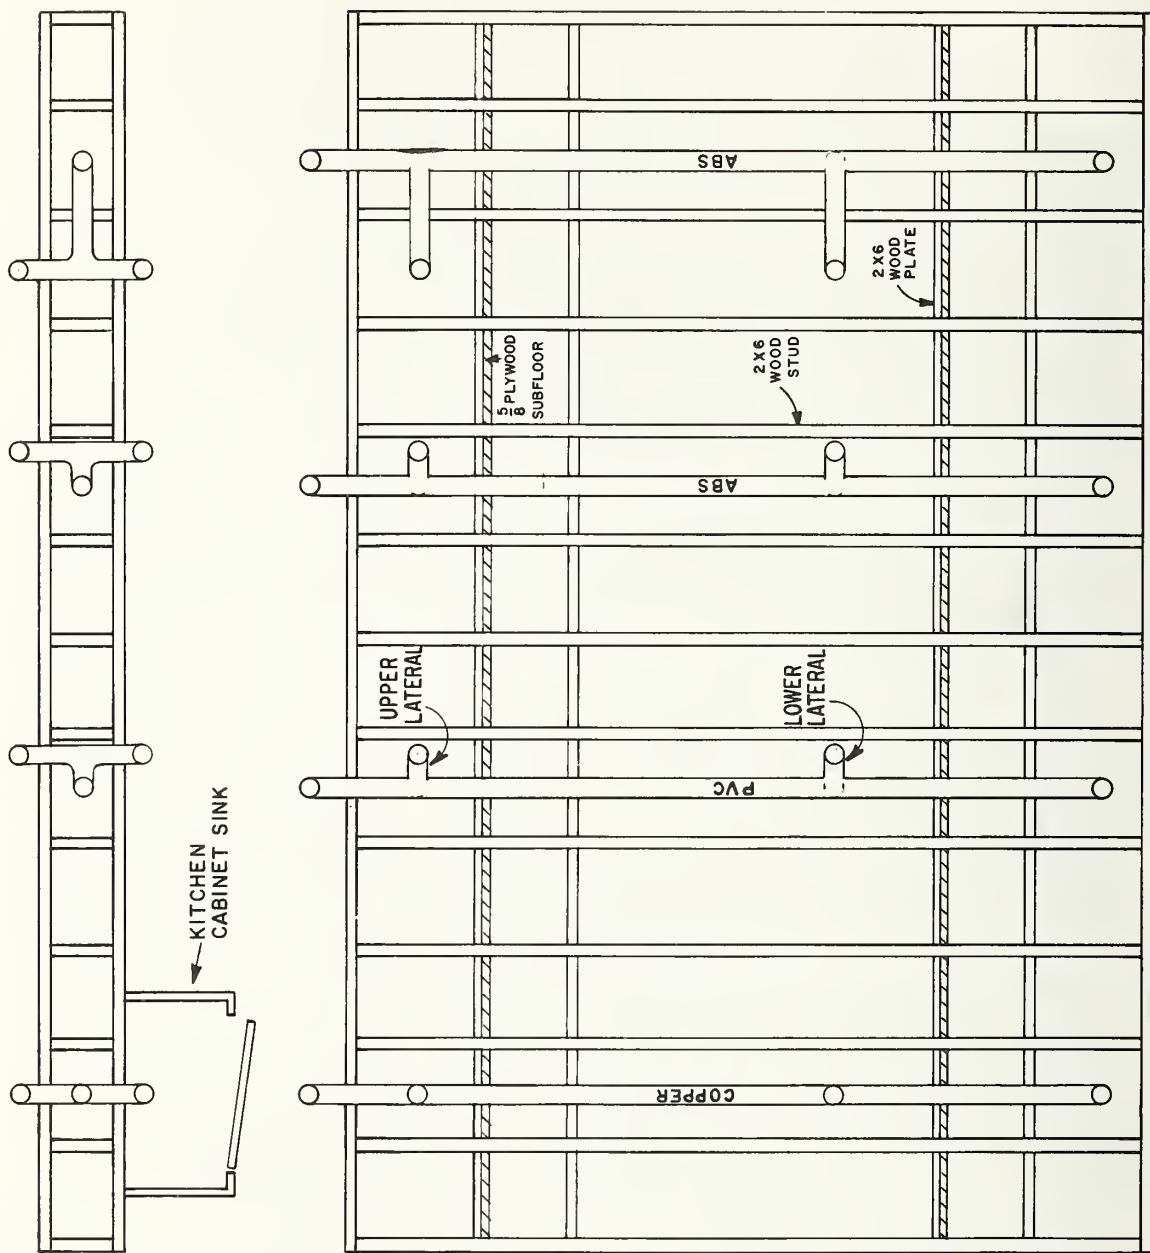 ABS
2X6
WOOD
PLATE
5/8 PLYWOOD
SUBFLOOR
2X6
WOOD
STUD
ABS
UPPER
LATERAL
LOWER
LATERAL
PVC
KITCHEN
CABINET SINK
COPPER